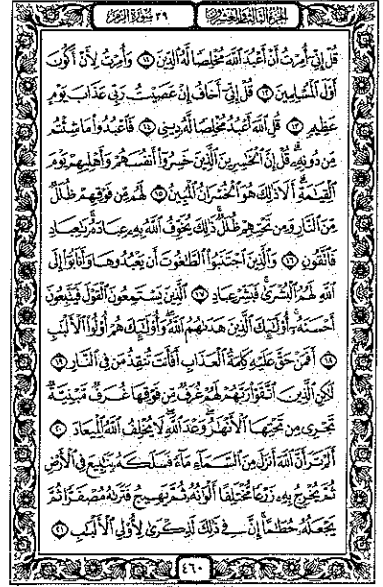 الجزء الثالث والعشرون
٣٩ سورة الزمر
قُلْ إِنِّىٓ أُمِرْتُ أَنْ أَعْبُدَ ٱللَّهَ مُخْلِصًا لَّهُ ٱلدِّينَ ۝١١ وَأُمِرْتُ لِأَنْ أَكُونَ
أَوَّلَ ٱلْمُسْلِمِينَ ۝١٢ قُلْ إِنِّىٓ أَخَافُ إِنْ عَصَيْتُ رَبِّى عَذَابَ يَوْمٍ
عَظِيمٍ ۝١٣ قُلِ ٱللَّهَ أَعْبُدُ مُخْلِصًا لَّهُۥ دِينِى ۝١٤ فَٱعْبُدُوا۟ مَا شِئْتُم
مِّن دُونِهِۦ ۗ قُلْ إِنَّ ٱلْخَٰسِرِينَ ٱلَّذِينَ خَسِرُوٓا۟ أَنفُسَهُمْ وَأَهْلِيهِمْ يَوْمَ
ٱلْقِيَٰمَةِ ۗ أَلَا ذَٰلِكَ هُوَ ٱلْخُسْرَانُ ٱلْمُبِينُ ۝١٥ لَهُم مِّن فَوْقِهِمْ ظُلَلٌ
مِّنَ ٱلنَّارِ وَمِن تَحْتِهِمْ ظُلَلٌ ۚ ذَٰلِكَ يُخَوِّفُ ٱللَّهُ بِهِۦ عِبَادَهُۥ ۚ يَٰعِبَادِ
فَٱتَّقُونِ ۝١٦ وَٱلَّذِينَ ٱجْتَنَبُوا۟ ٱلطَّٰغُوتَ أَن يَعْبُدُوهَا وَأَنَابُوٓا۟ إِلَى
ٱللَّهِ لَهُمُ ٱلْبُشْرَىٰ ۚ فَبَشِّرْ عِبَادِ ۝١٧ ٱلَّذِينَ يَسْتَمِعُونَ ٱلْقَوْلَ فَيَتَّبِعُونَ
أَحْسَنَهُۥٓ ۚ أُو۟لَٰٓئِكَ ٱلَّذِينَ هَدَىٰهُمُ ٱللَّهُ ۖ وَأُو۟لَٰٓئِكَ هُمْ أُو۟لُوا۟ ٱلْأَلْبَٰبِ
۝١٨ أَفَمَنْ حَقَّ عَلَيْهِ كَلِمَةُ ٱلْعَذَابِ أَفَأَنتَ تُنقِذُ مَن فِى ٱلنَّارِ ۝١٩
لَٰكِنِ ٱلَّذِينَ ٱتَّقَوْا۟ رَبَّهُمْ لَهُمْ غُرَفٌ مِّن فَوْقِهَا غُرَفٌ مَّبْنِيَّةٌ
تَجْرِى مِن تَحْتِهَا ٱلْأَنْهَٰرُ ۖ وَعْدَ ٱللَّهِ ۖ لَا يُخْلِفُ ٱللَّهُ ٱلْمِيعَادَ ۝٢٠
أَلَمْ تَرَ أَنَّ ٱللَّهَ أَنزَلَ مِنَ ٱلسَّمَآءِ مَآءً فَسَلَكَهُۥ يَنَٰبِيعَ فِى ٱلْأَرْضِ
ثُمَّ يُخْرِجُ بِهِۦ زَرْعًا مُّخْتَلِفًا أَلْوَٰنُهُۥ ثُمَّ يَهِيجُ فَتَرَىٰهُ مُصْفَرًّا ثُمَّ
يَجْعَلُهُۥ حُطَٰمًا ۚ إِنَّ فِى ذَٰلِكَ لَذِكْرَىٰ لِأُو۟لِى ٱلْأَلْبَٰبِ ۝٢١
٤٦٠